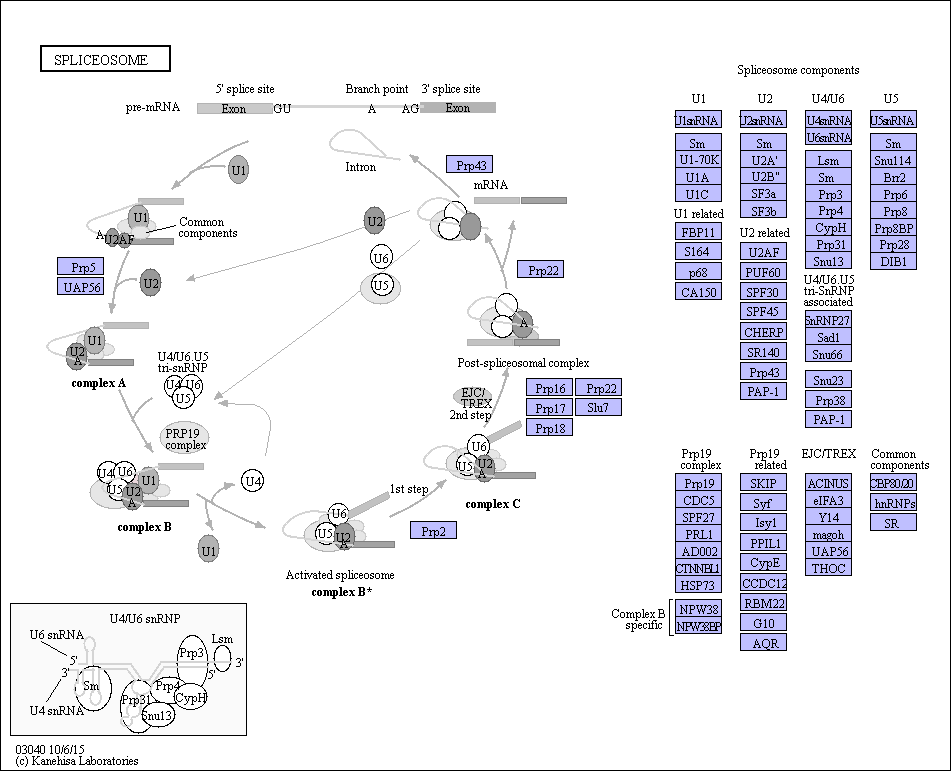 SPLICEOSOME
5' splice site
Branch point
3' splice site
pre-mRNA
Exon
GU
A
AG
Exon
U1
Intron
Prp43
mRNA
U1
A
U2AF
Common
components
U2
U6
U5
Prp5
UAP56
U2
Prp22
U1
U2
A
complex A
U4/U6.U5
tri-snRNP
U4 U6
U5
A
Post-spliceosomal complex
EJC/
TREX
2nd step
Prp16
Prp22
Prp17
Slu7
Prp18
PRP19
complex
U4 U6
U5
U1
U2
A
complex B
U4
U1
U6
U5
U2
A
complex C
1st step
U6
U5
U2
A
Prp2
Activated spliceosome
complex B*
Spliceosome components
U1
U1snRNA
Sm
U1-70K
U1A
U1C
U1 related
FBP11
S164
p68
CA150
U2
U2snRNA
Sm
U2A'
U2B"
SF3a
SF3b
U2 related
U2AF
PUF60
SPF30
SPF45
CHERP
SR140
Prp43
PAP-1
U4/U6
U4snRNA
U6snRNA
Lsm
Sm
Prp3
Prp4
CypH
Prp31
Snu13
U4/U6.U5
tri-SnRNP
associated
SnRNP27
Sad1
Snu66
Snu23
Prp38
PAP-1
U5
U5snRNA
Sm
Snu114
Brr2
Prp6
Prp8
Prp8BP
Prp28
DIB1
Prp19
complex
Prp19
CDC5
SPF27
PRL1
AD002
CTNNBL1
HSP73
Complex B
specific
NPW38
NPW38BP
Prp19
related
SKIP
Syf
Isy1
PPIL1
CypE
CCDC12
RBM22
G10
AQR
EJC/TREX
ACINUS
eIFA3
Y14
magoh
UAP56
THOC
Common
components
CBP80/20
hnRNPs
SR
U4/U6 snRNP
U6 snRNA
5'
3'
Sm
U4 snRNA
Prp3
Lsm
3'
5'
Prp4
Prp31
CypH
Snu13
03040 10/6/15
(c) Kanehisa Laboratories